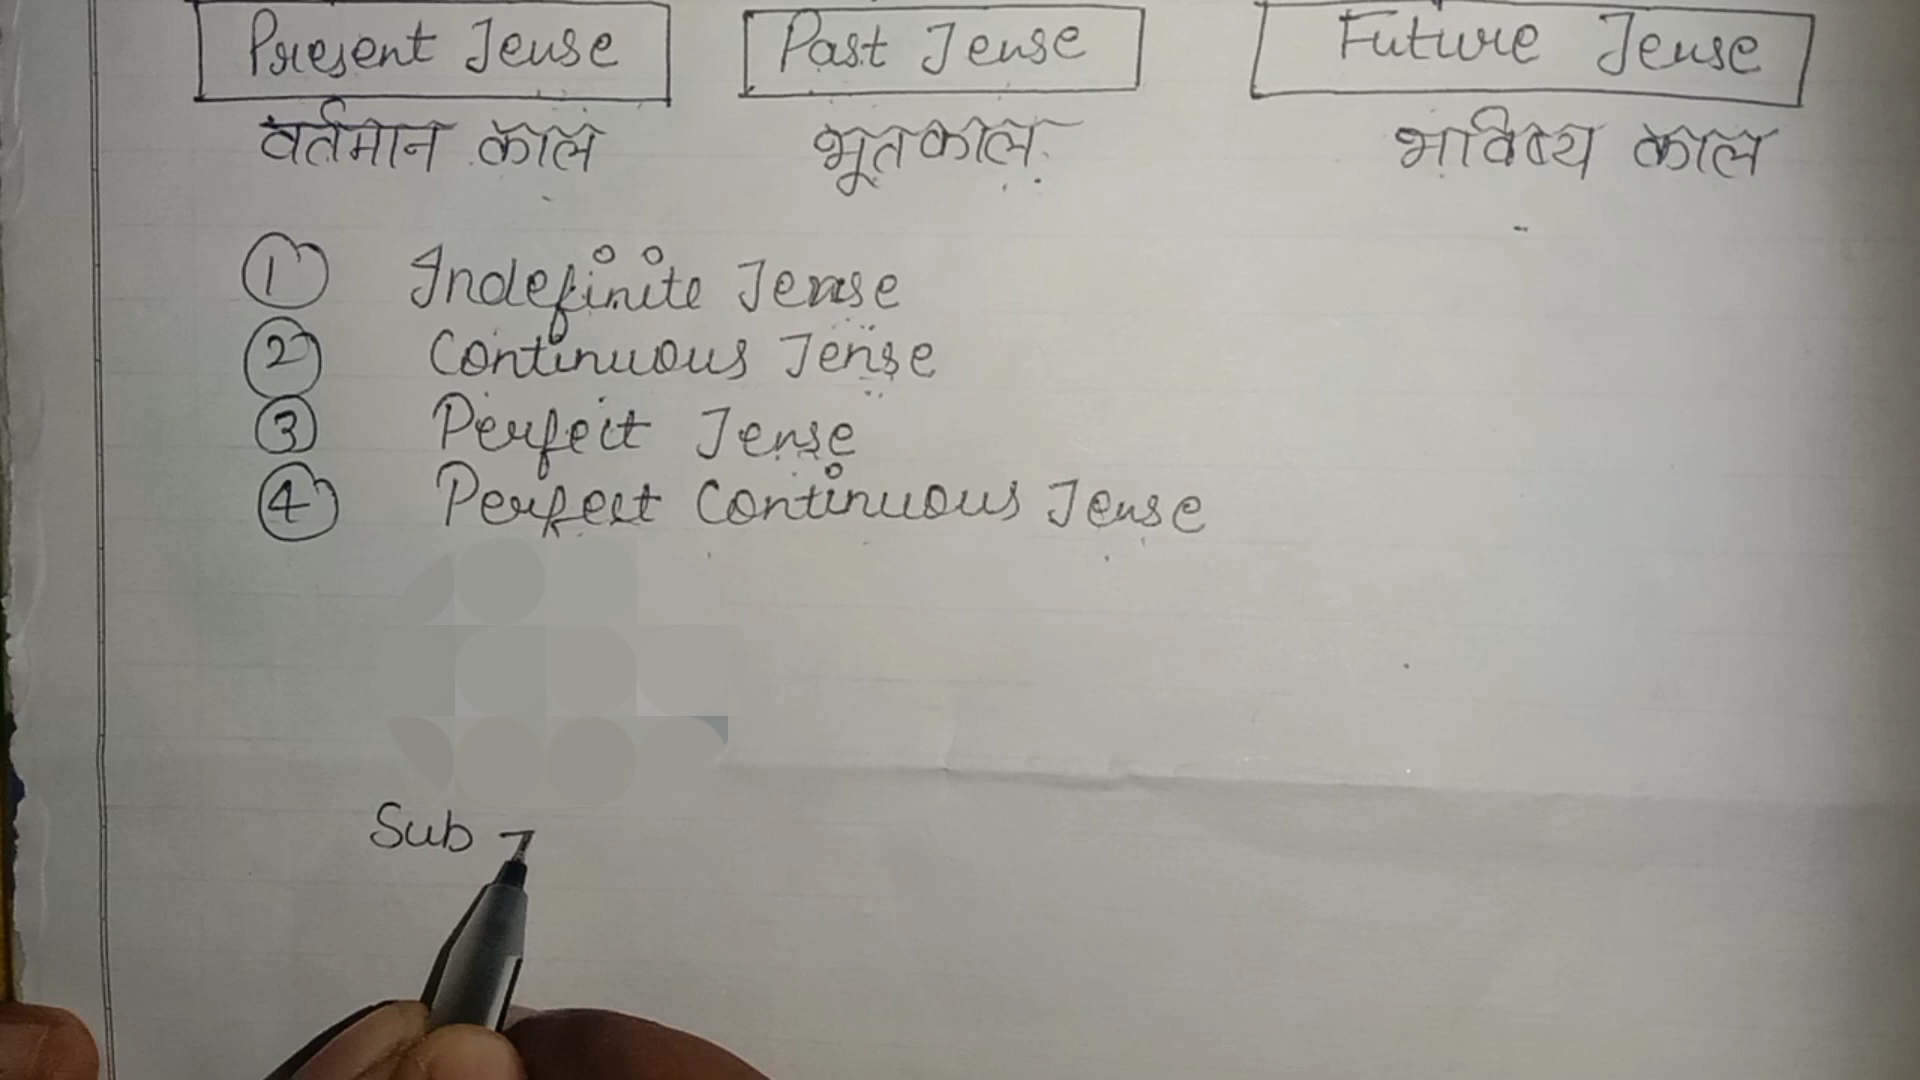 Present Tense Past Tense Future Tense
वर्तमान काल भूतकाल भाविष्य काल
1 Indefinite Tense
2 Continuous Tense
3 Perfect Tense
4 Perfect Continuous Tense
Sub